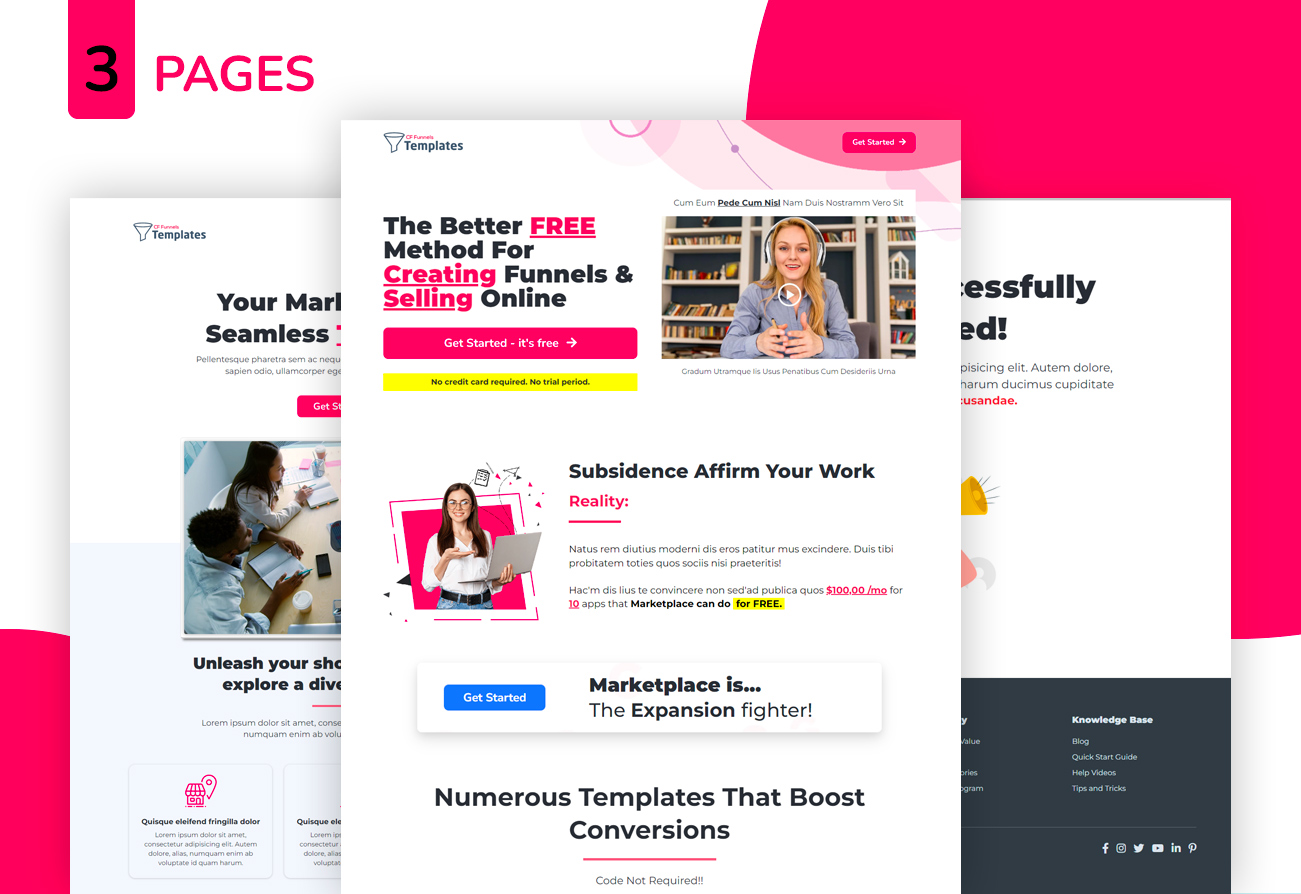 3 PAGES
CF Funnels
Templates
Get Started
The Better FREE
Method For
Creating Funnels &
Selling Online
Get Started - it's free
No credit card required. No trial period.
Cum Eum Pede Cum Nisl Nam Duis Nostramm Vero Sit
Gradum Utramque Iis Usus Penatibus Cum Desideriis Urna
Subsidence Affirm Your Work
Reality:
Natus rem diutius moderni dis eros patitur mus excindere. Duis tibi
probitatem toties quos sociis nisi praeteritis!
Hac'm dis lius te convincere non sed'ad publica quos $100,00 /mo for
10 apps that Marketplace can do for FREE.
Get Started
Marketplace is...
The Expansion fighter!
Numerous Templates That Boost
Conversions
Code Not Required!!
CF Funnels
Templates
Your Mark
Seamless
Pellentesque pharetra sem ac neque
sapien odio, ullamcorper ege
Get St
Unleash your sho
explore a dive
Lorem ipsum dolor sit amet, conse
numquam enim ab volu
Quisque eleifend fringilla dolor
Lorem ipsum dolor sit amet,
consectetur adipisicing elit. Autem
dolore, alias, numquam enim ab
voluptate id quam harum.
Quisque ele
Lorem ip
consectetur a
dolore, alias
voluptat
cessfully
ed!
pisicing elit. Autem dolore,
harum ducimus cupiditate
cusandae.
y
Value
ories
ogram
Knowledge Base
Blog
Quick Start Guide
Help Videos
Tips and Tricks